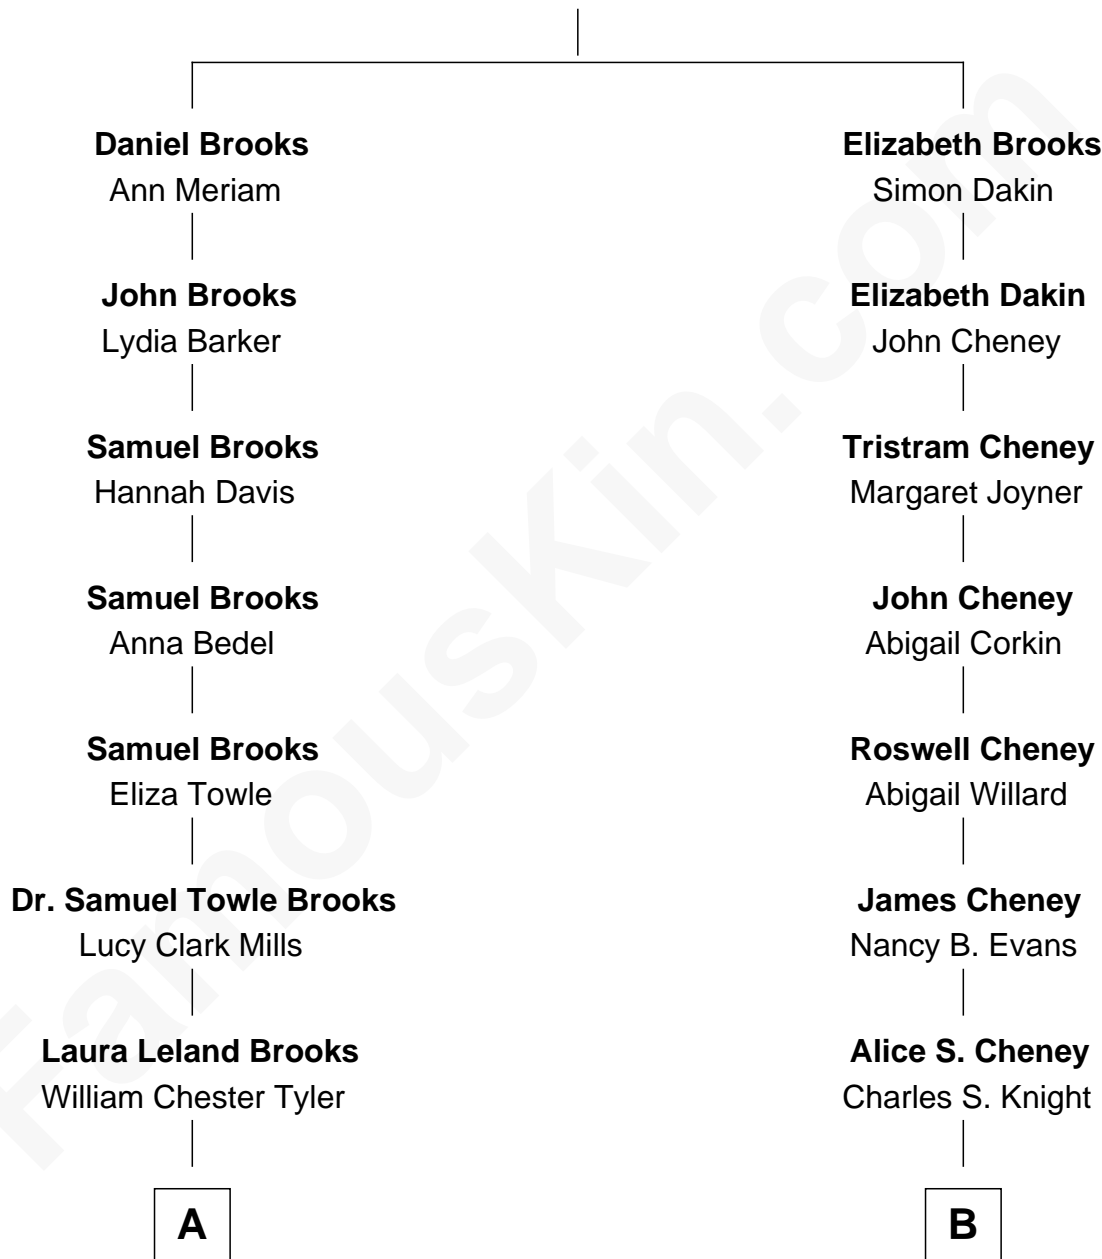 Daniel Brooks
Ann Meriam
John Brooks
Lydia Barker
Samuel Brooks
Hannah Davis
Samuel Brooks
Anna Bedel
Samuel Brooks
Eliza Towle
Dr. Samuel Towle Brooks
Lucy Clark Mills
Laura Leland Brooks
William Chester Tyler
A
Elizabeth Brooks
Simon Dakin
Elizabeth Dakin
John Cheney
Tristram Cheney
Margaret Joyner
John Cheney
Abigail Corkin
Roswell Cheney
Abigail Willard
James Cheney
Nancy B. Evans
Alice S. Cheney
Charles S. Knight
B
FamousKin.com